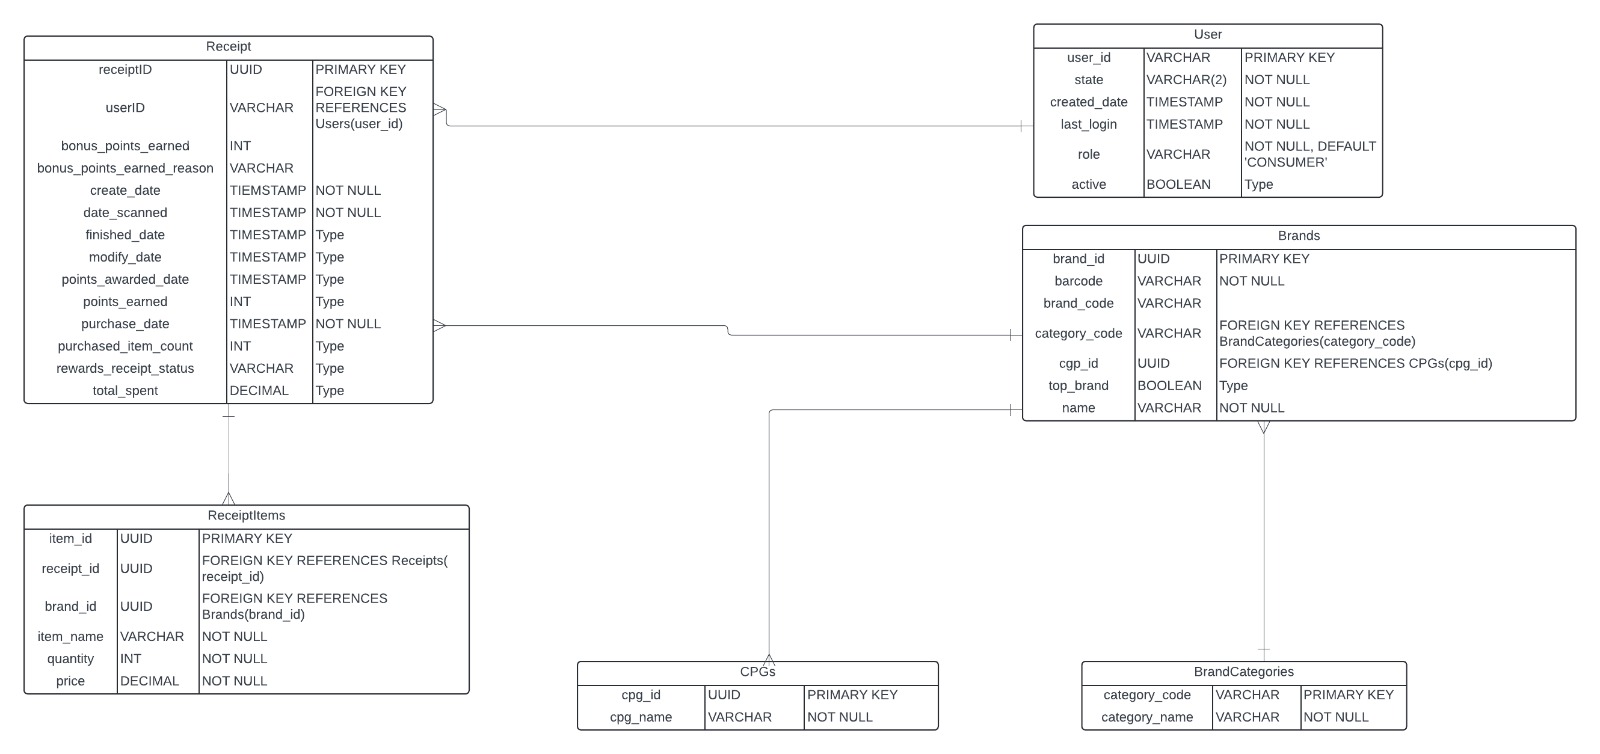 Receipt
receiptID UUID PRIMARY KEY
userID VARCHAR FOREIGN KEY
REFERENCES
Users(user_id)
bonus_points_earned INT
bonus_points_earned_reason VARCHAR
create_date TIEMSTAMP NOT NULL
date_scanned TIMESTAMP NOT NULL
finished_date TIMESTAMP Type
modify_date TIMESTAMP Type
points_awarded_date TIMESTAMP Type
points_earned INT Type
purchase_date TIMESTAMP NOT NULL
purchased_item_count INT Type
rewards_receipt_status VARCHAR Type
total_spent DECIMAL Type
User
user_id VARCHAR PRIMARY KEY
state VARCHAR(2) NOT NULL
created_date TIMESTAMP NOT NULL
last_login TIMESTAMP NOT NULL
role VARCHAR NOT NULL, DEFAULT
'CONSUMER'
active BOOLEAN Type
Brands
brand_id UUID PRIMARY KEY
barcode VARCHAR NOT NULL
brand_code VARCHAR
category_code VARCHAR FOREIGN KEY REFERENCES
BrandCategories(category_code)
cgp_id UUID FOREIGN KEY REFERENCES CPGs(cpg_id)
top_brand BOOLEAN Type
name VARCHAR NOT NULL
ReceiptItems
item_id UUID PRIMARY KEY
receipt_id UUID FOREIGN KEY REFERENCES Receipts(
receipt_id)
brand_id UUID FOREIGN KEY REFERENCES
Brands(brand_id)
item_name VARCHAR NOT NULL
quantity INT NOT NULL
price DECIMAL NOT NULL
CPGs
cpg_id UUID PRIMARY KEY
cpg_name VARCHAR NOT NULL
BrandCategories
category_code VARCHAR PRIMARY KEY
category_name VARCHAR NOT NULL